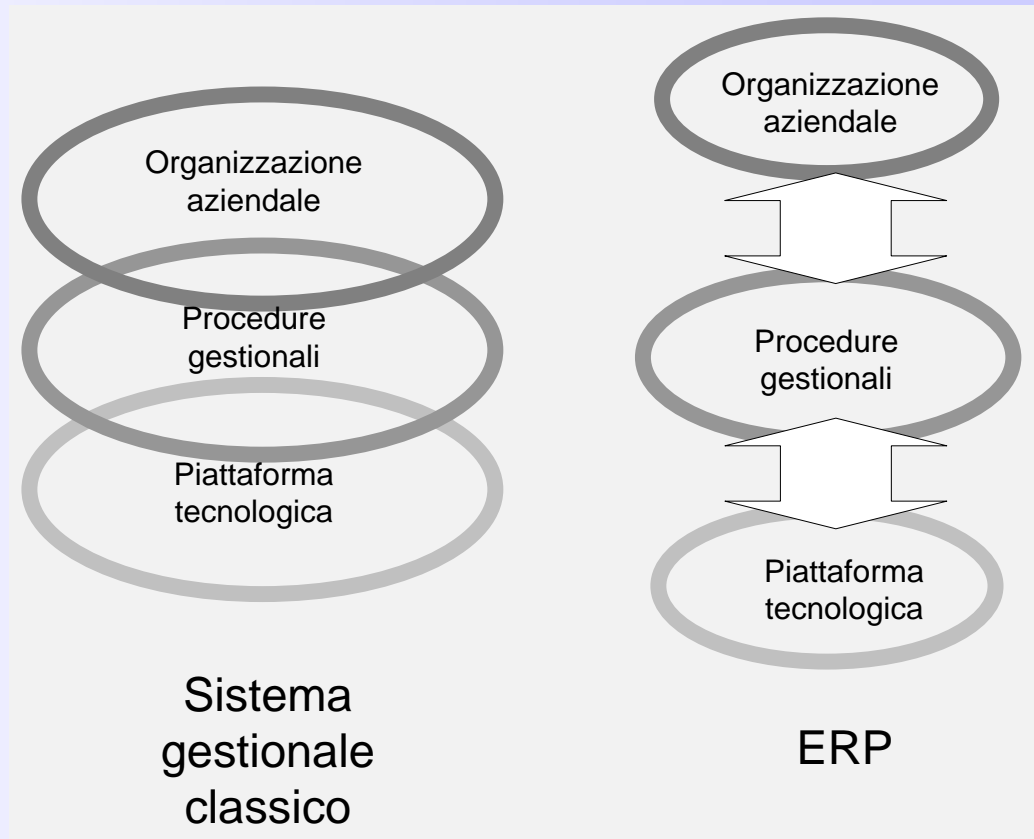 Organizzazione
aziendale
Procedure
gestionali
Piattaforma
tecnologica
Sistema
gestionale
classico
Organizzazione
aziendale
Procedure
gestionali
Piattaforma
tecnologica
ERP